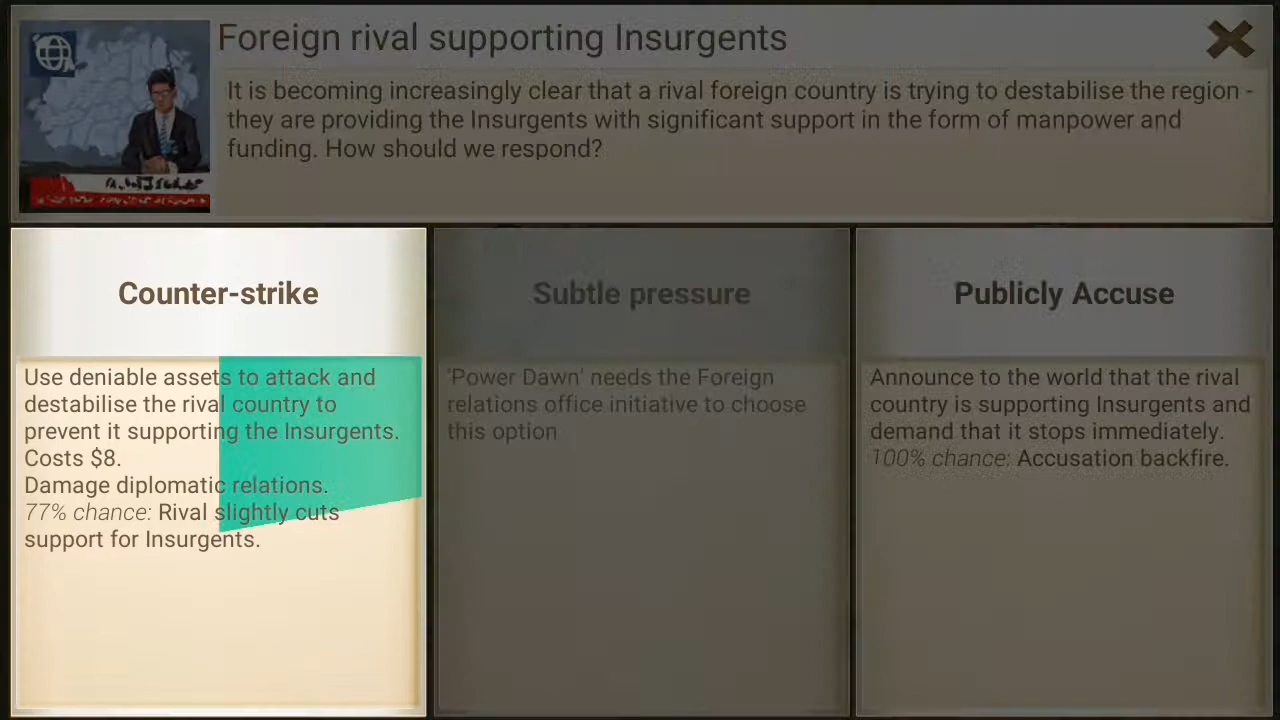 Foreign rival supporting Insurgents
It is becoming increasingly clear that a rival foreign country is trying to destabilise the region -
they are providing the Insurgents with significant support in the form of manpower and
funding. How should we respond?
Counter-strike
Use deniable assets to attack and
destabilise the rival country to
prevent it supporting the Insurgents.
Costs $8.
Damage diplomatic relations.
77% chance: Rival slightly cuts
support for Insurgents.
Subtle pressure
'Power Dawn' needs the Foreign
relations office initiative to choose
this option
Publicly Accuse
Announce to the world that the rival
country is supporting Insurgents and
demand that it stops immediately.
100% chance: Accusation backfire.